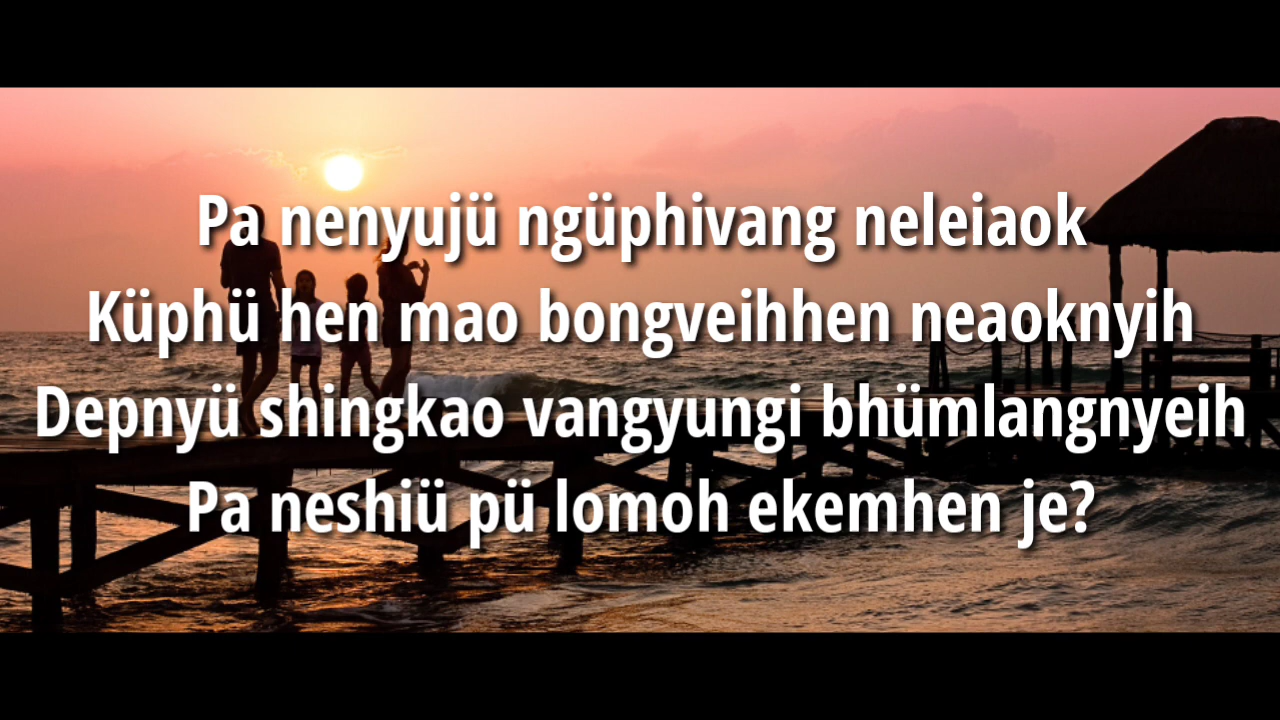 Pa nenyujü ngüphivang neleiaok
Küphü hen mao bongveihhen neaoknyih
Depnyü shingkao vangyungi bhümlangnyeih
Pa neshiü pü lomoh ekemhen je?